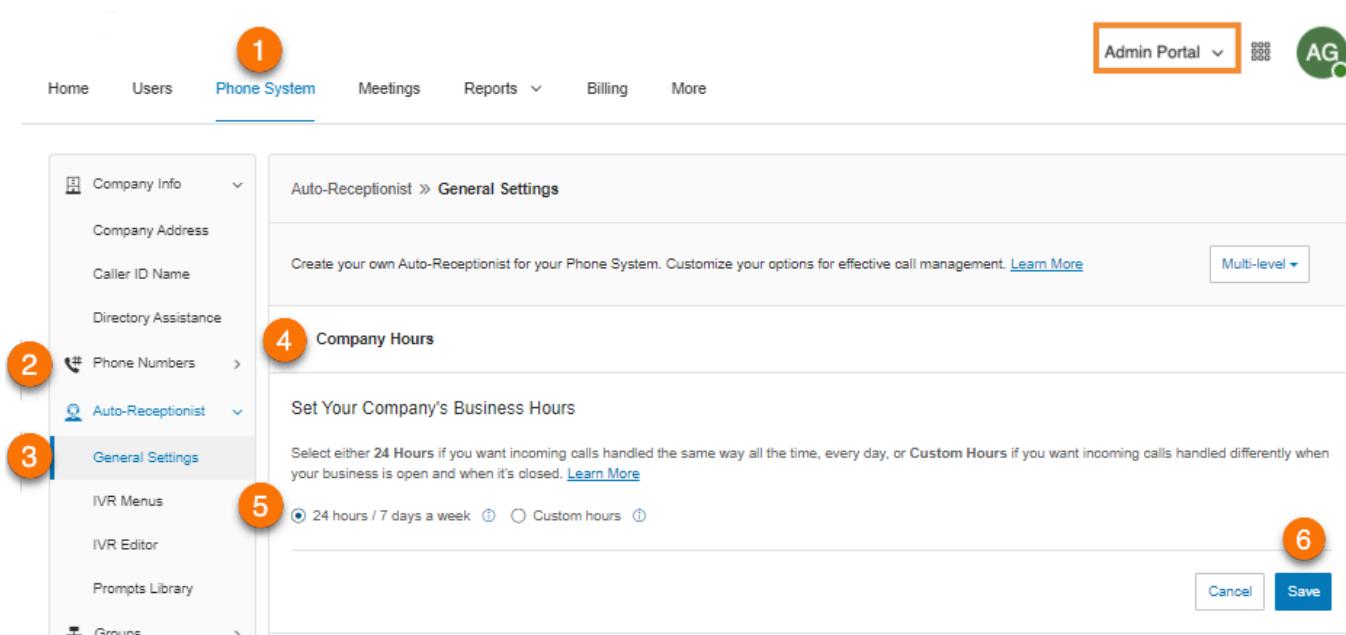 1
Admin Portal
AG
Home Users Phone System Meetings Reports Billing More
Company Info
Company Address
Caller ID Name
Directory Assistance
2 Phone Numbers
Auto-Receptionist
3 General Settings
IVR Menus
IVR Editor
Prompts Library
Groups
Auto-Receptionist » General Settings
Create your own Auto-Receptionist for your Phone System. Customize your options for effective call management. Learn More
Multi-level
4 Company Hours
Set Your Company's Business Hours
Select either 24 Hours if you want incoming calls handled the same way all the time, every day, or Custom Hours if you want incoming calls handled differently when
your business is open and when it's closed. Learn More
5 24 hours / 7 days a week Custom hours
6
Cancel Save